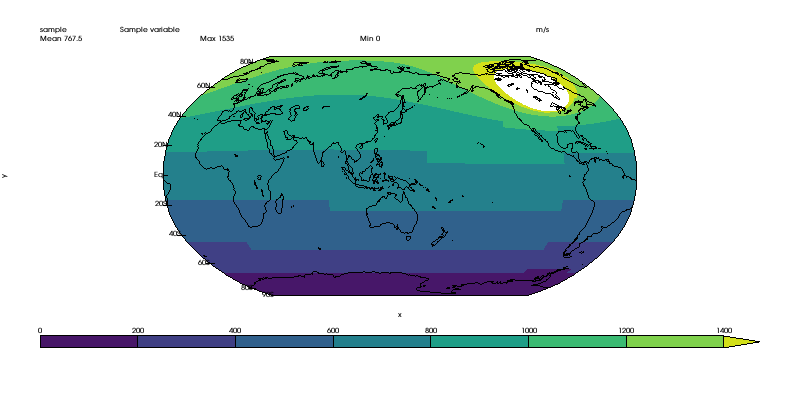 sample Sample variable m/s
Mean 767.5 Max 1535 Min 0
80N
60N
40N
20N
Eq
20S
40S
60S
80S 90S
y
x
0 200 400 600 800 1000 1200 1400